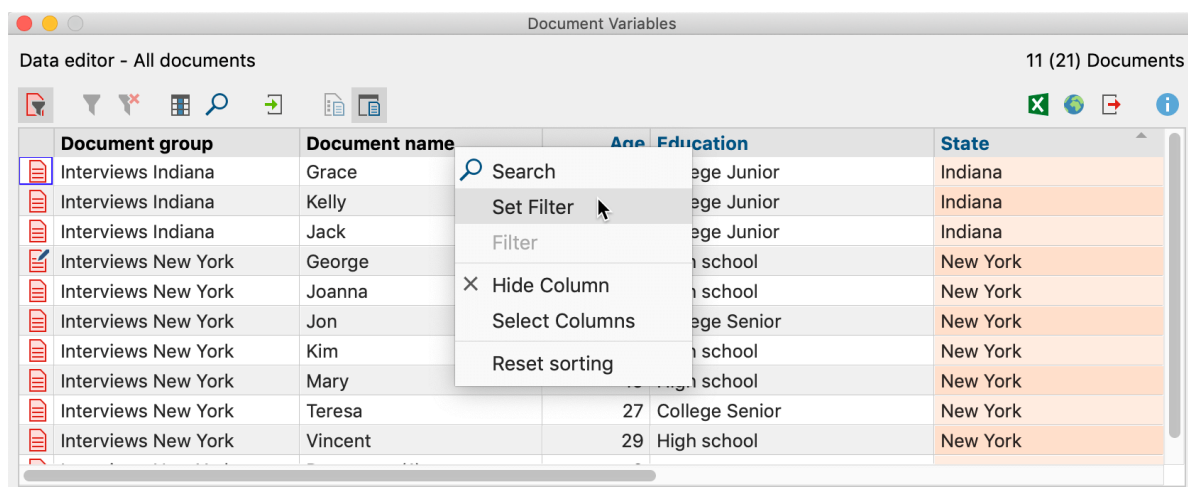 Document Variables
Data editor - All documents 11 (21) Documents
Document group Document name Age Education State
Interviews Indiana Grace ege Junior Indiana
Interviews Indiana Kelly ege Junior Indiana
Interviews Indiana Jack ege Junior Indiana
Interviews New York George school New York
Interviews New York Joanna school New York
Interviews New York Jon ege Senior New York
Interviews New York Kim school New York
Interviews New York Mary High school New York
Interviews New York Teresa 27 College Senior New York
Interviews New York Vincent 29 High school New York
Search
Set Filter
Filter
Hide Column
Select Columns
Reset sorting